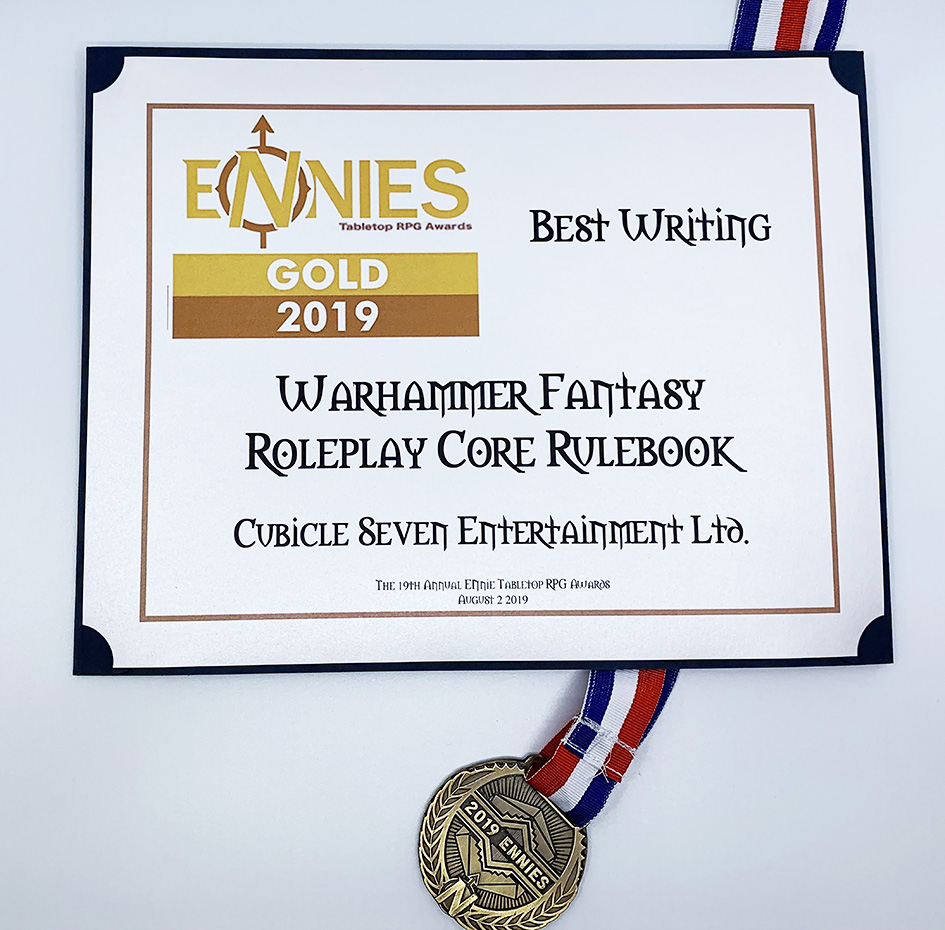 ENNIES
Tabletop RPG Awards
GOLD
2019
Best Writing
Warhammer Fantasy
Roleplay Core Rulebook
Cubicle Seven Entertainment Ltd.
The 19th Annual ENnie Tabletop RPG Awards
August 2 2019
2019 ENNIES
N